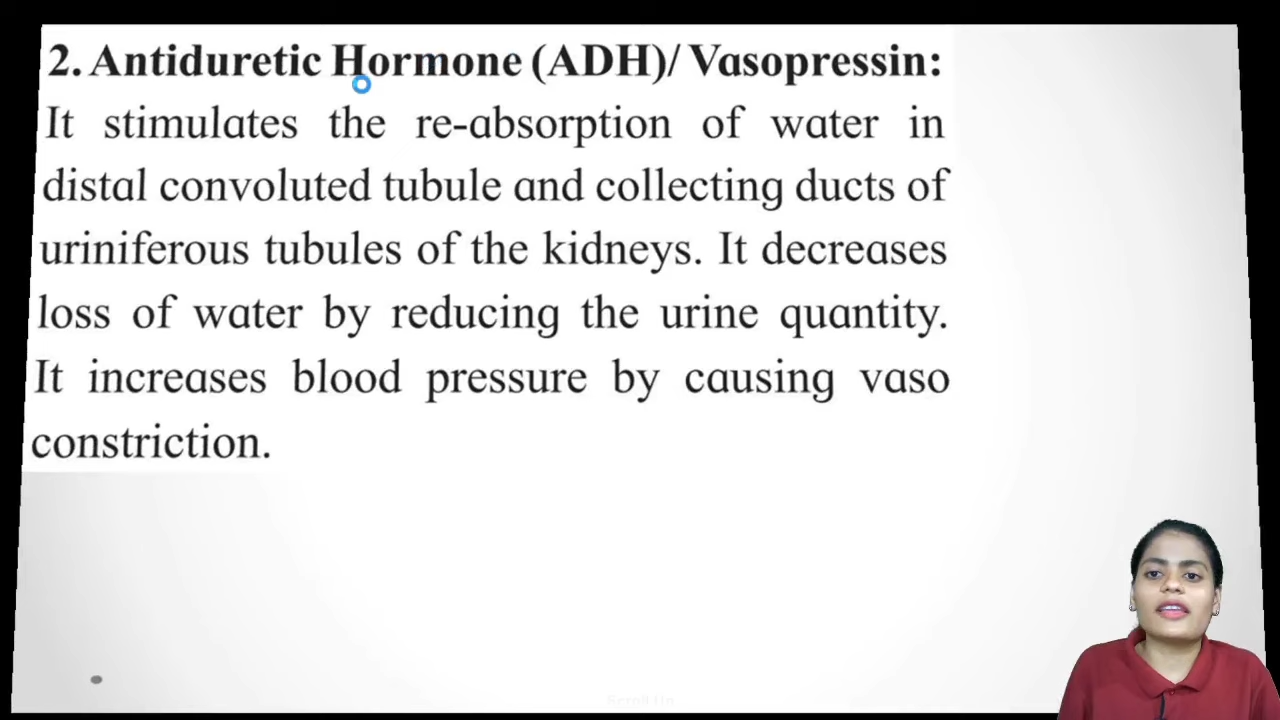 2. Antiduretic Hormone (ADH)/ Vasopressin:
It stimulates the re-absorption of water in
distal convoluted tubule and collecting ducts of
uriniferous tubules of the kidneys. It decreases
loss of water by reducing the urine quantity.
It increases blood pressure by causing vaso
constriction.
Scroll Up